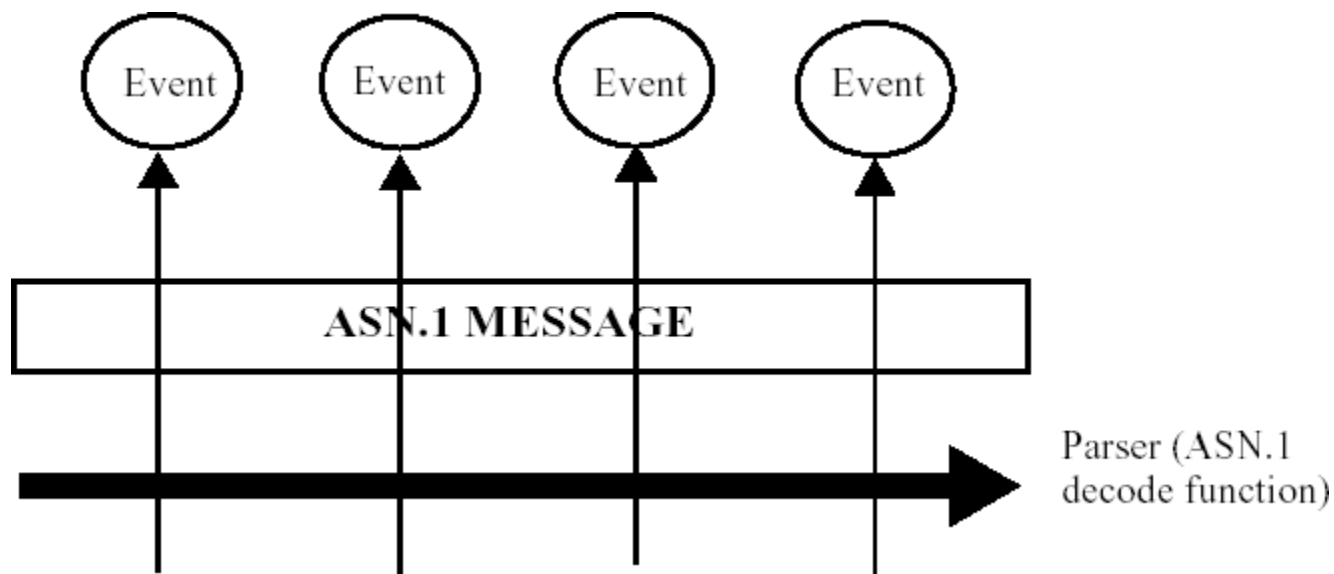 Event
Event
Event
Event
ASN.1 MESSAGE
Parser (ASN.1
decode function)